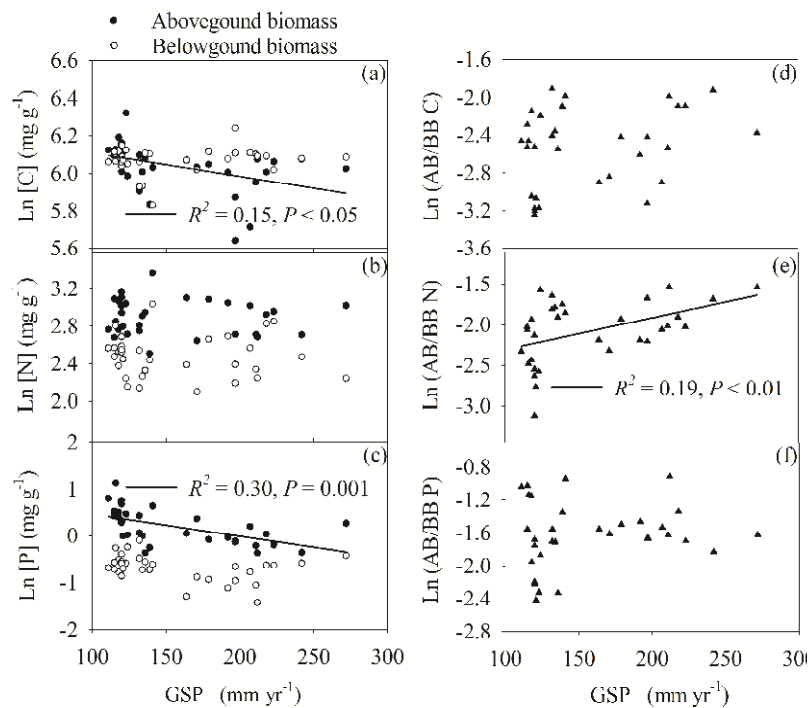 ● Abovegound biomass
○ Belowgound biomass
6.6
6.4
6.2
6.0
5.8
5.6
Ln [C] (mg g-1)
(a)
R2 = 0.15, P < 0.05
3.2
2.8
2.4
2.0
Ln [N] (mg g-1)
(b)
2
1
0
-1
-2
Ln [P] (mg g-1)
(c)
R2 = 0.30, P = 0.001
100 150 200 250 300
GSP (mm yr-1)
-1.6
-2.0
-2.4
-2.8
-3.2
-3.6
Ln (AB/BB C)
(d)
-1.5
-2.0
-2.5
-3.0
Ln (AB/BB N)
(e)
R2 = 0.19, P < 0.01
-0.8
-1.2
-1.6
-2.0
-2.4
-2.8
Ln (AB/BB P)
(f)
100 150 200 250 300
GSP (mm yr-1)